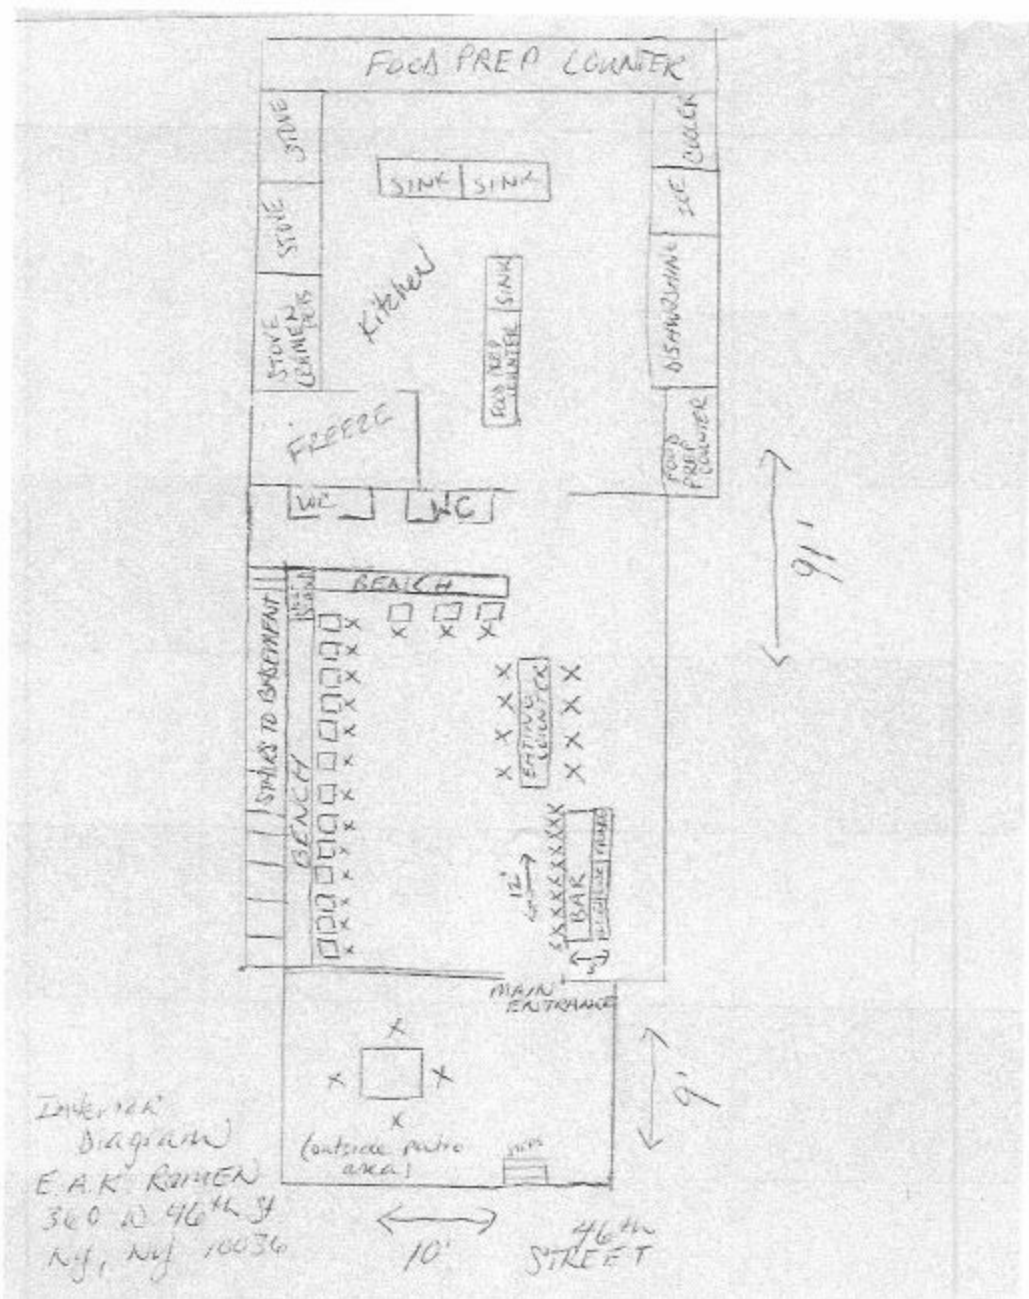 FOOD PREP COUNTER
STOVE
COOLER
SINK
SINK
ICE
STOVE
Kitchen
SINK
DISHWASHING
STOVE
FOOD PREP
COUNTER
FREEZE
FOOD
PREP
COUNTER
WC
WC
91'
BENCH
STAIRS TO BASEMENT
EATING
COUNTER
BENCH
12'
BAR
MAIN
ENTRANCE
9'
Interior
Diagram
(outside patio
area)
E.A.K. RAMEN
360 W 46th St
NY, NY 10036
10'
46th
STREET